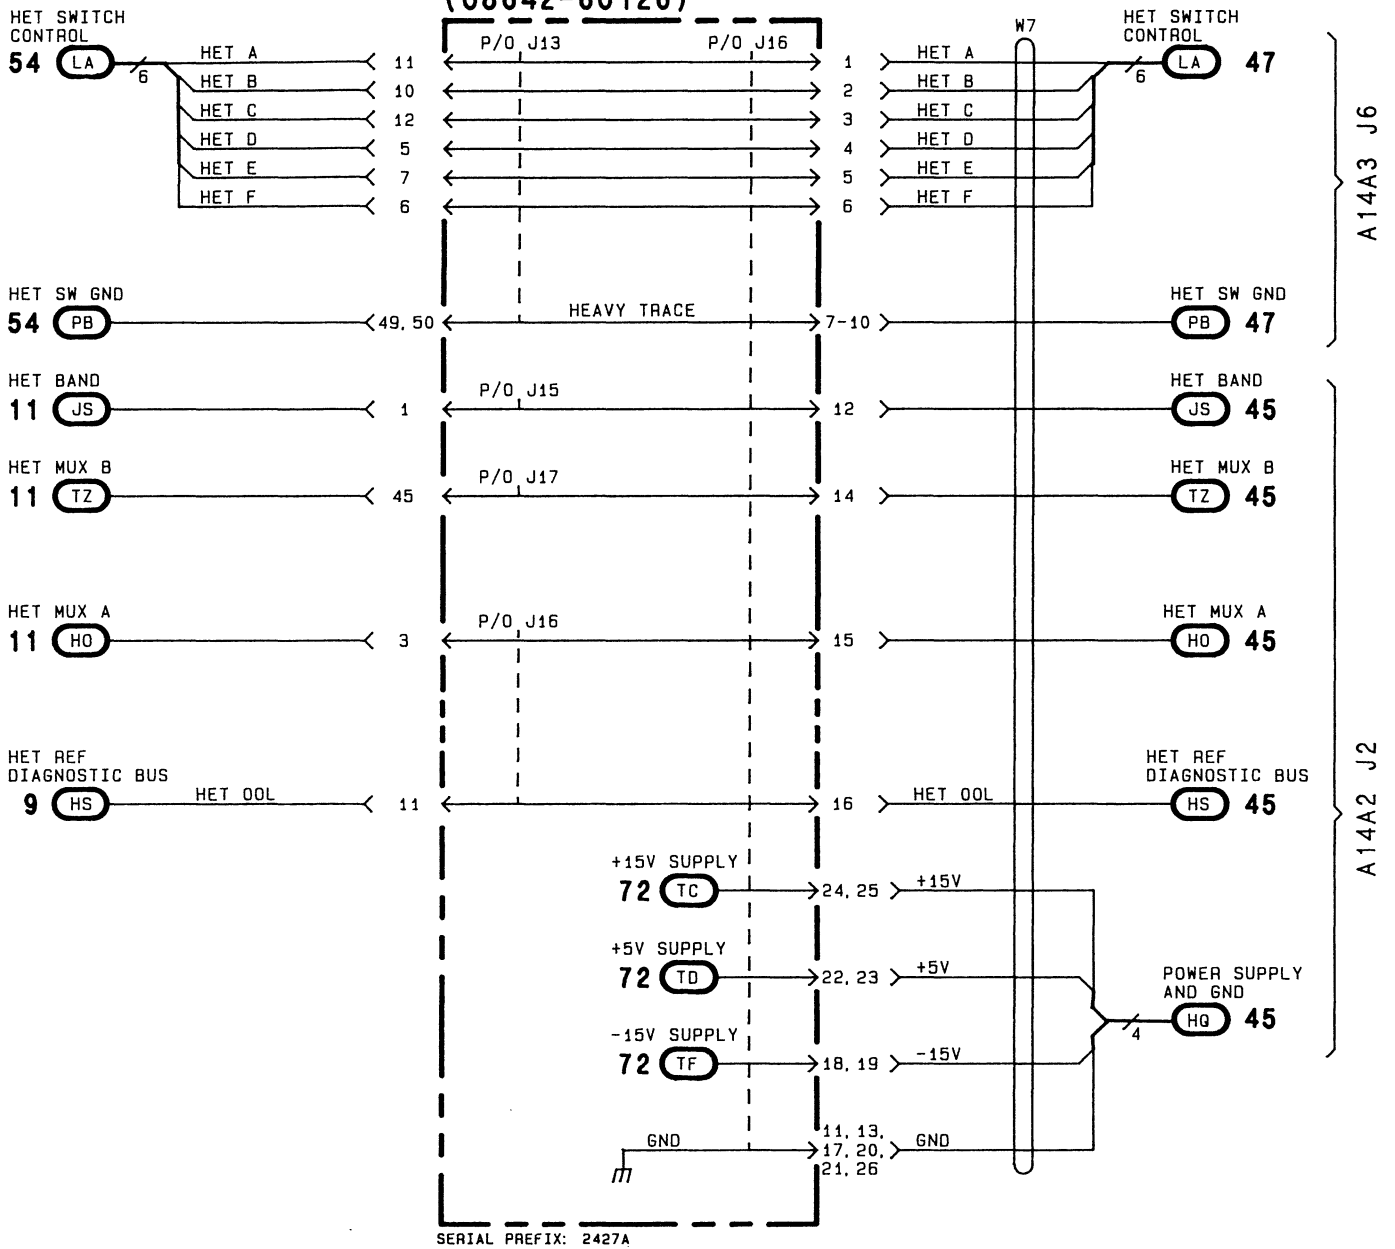 (08642-60126)
HET SWITCH
CONTROL
54 LA
6
HET A
HET B
HET C
HET D
HET E
HET F
11
10
12
5
7
6
P/O J13
P/O J16
1
2
3
4
5
6
HET A
HET B
HET C
HET D
HET E
HET F
W7
HET SWITCH
CONTROL
6
LA 47
A14A3 J6
HET SW GND
54 PB
49, 50
HEAVY TRACE
7-10
HET SW GND
PB 47
HET BAND
11 JS
1
P/O J15
12
HET BAND
JS 45
HET MUX B
11 TZ
45
P/O J17
14
HET MUX B
TZ 45
HET MUX A
11 HO
3
P/O J16
15
HET MUX A
HO 45
HET REF
DIAGNOSTIC BUS
9 HS
HET OOL
11
16
HET OOL
HET REF
DIAGNOSTIC BUS
HS 45
A14A2 J2
+15V SUPPLY
72 TC
24, 25
+15V
+5V SUPPLY
72 TD
22, 23
+5V
POWER SUPPLY
AND GND
4
HQ 45
-15V SUPPLY
72 TF
18, 19
-15V
GND
11, 13,
17, 20,
21, 26
GND
SERIAL PREFIX: 2427A